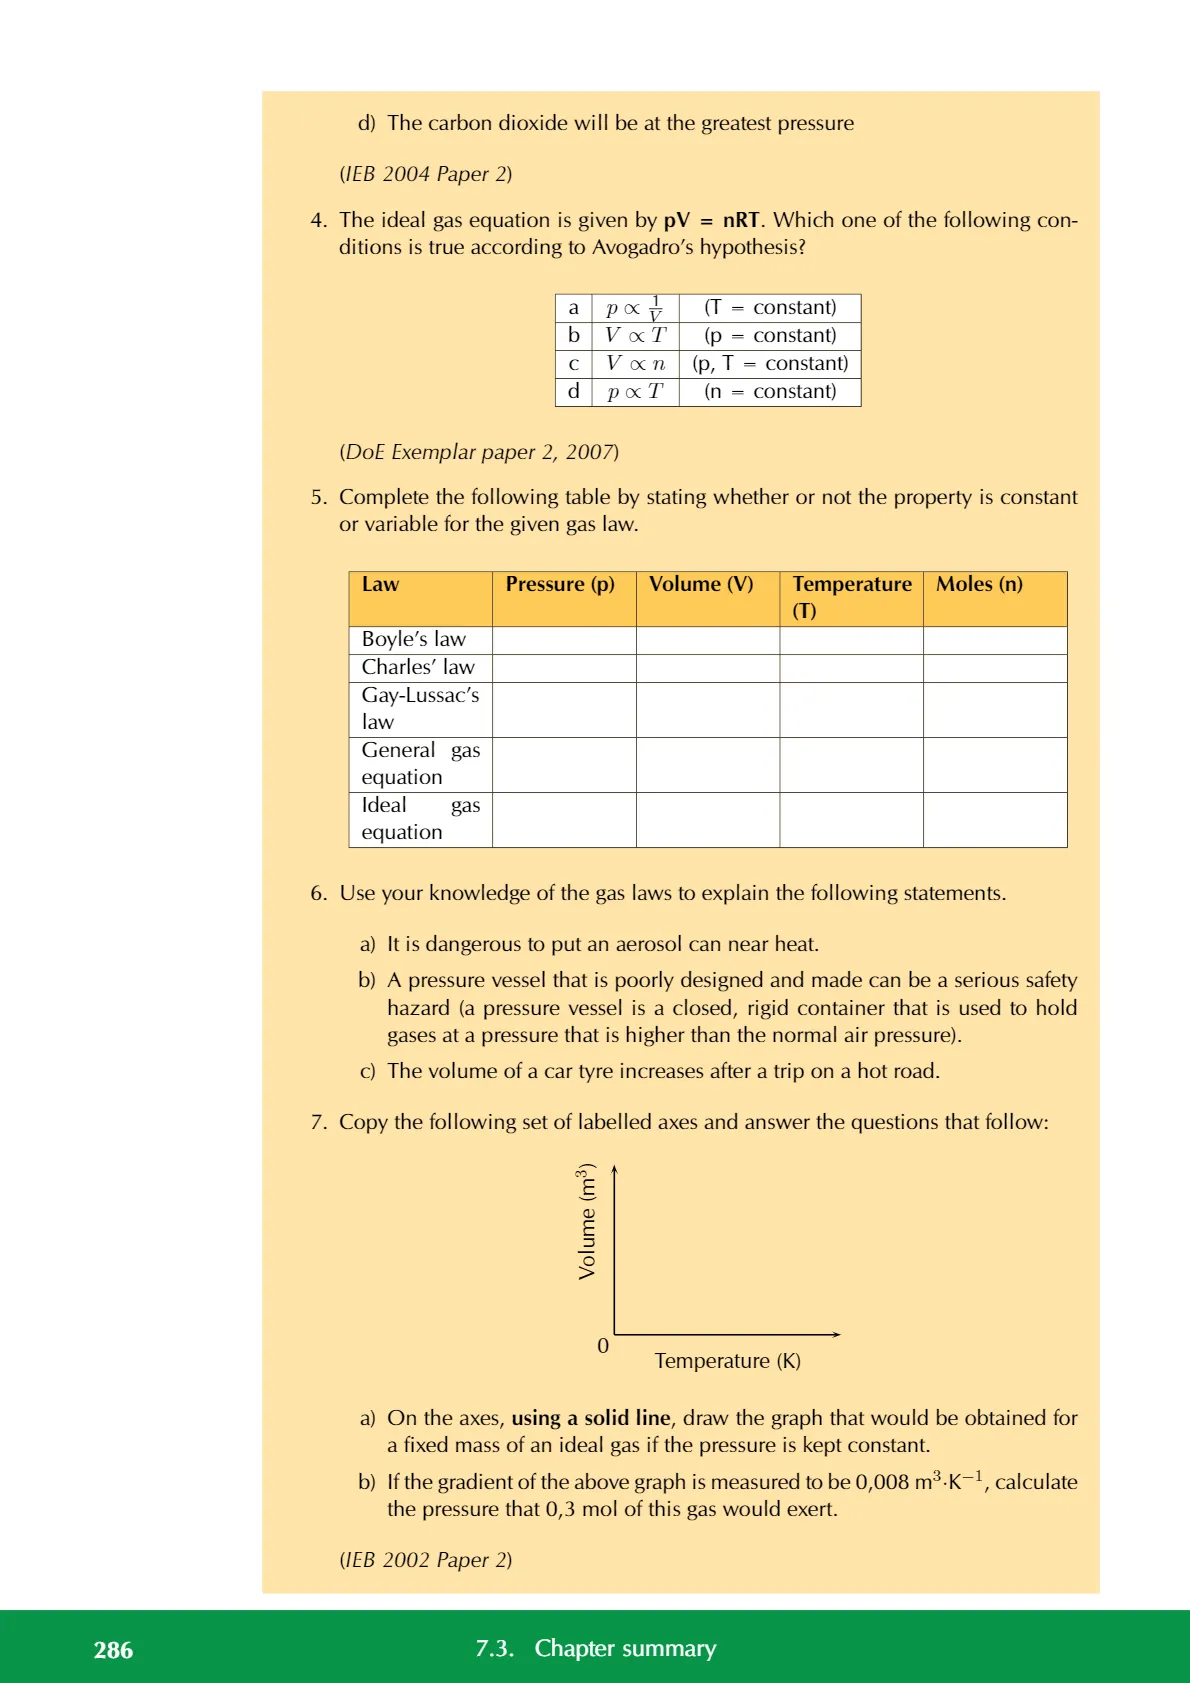 d) The carbon dioxide will be at the greatest pressure
(IEB 2004 Paper 2)
4. The ideal gas equation is given by pV = nRT. Which one of the following con-
ditions is true according to Avogadro's hypothesis?
a p ∝ 1/V (T = constant)
b V ∝ T (p = constant)
c V ∝ n (p, T = constant)
d p ∝ T (n = constant)
(DoE Exemplar paper 2, 2007)
5. Complete the following table by stating whether or not the property is constant
or variable for the given gas law.
Law Pressure (p) Volume (V) Temperature Moles (n)
(T)
Boyle's law
Charles' law
Gay-Lussac's
law
General gas
equation
Ideal gas
equation
6. Use your knowledge of the gas laws to explain the following statements.
a) It is dangerous to put an aerosol can near heat.
b) A pressure vessel that is poorly designed and made can be a serious safety
hazard (a pressure vessel is a closed, rigid container that is used to hold
gases at a pressure that is higher than the normal air pressure).
c) The volume of a car tyre increases after a trip on a hot road.
7. Copy the following set of labelled axes and answer the questions that follow:
Volume (m³)
0
Temperature (K)
a) On the axes, using a solid line, draw the graph that would be obtained for
a fixed mass of an ideal gas if the pressure is kept constant.
b) If the gradient of the above graph is measured to be 0,008 m³·K⁻¹, calculate
the pressure that 0,3 mol of this gas would exert.
(IEB 2002 Paper 2)
286 7.3. Chapter summary